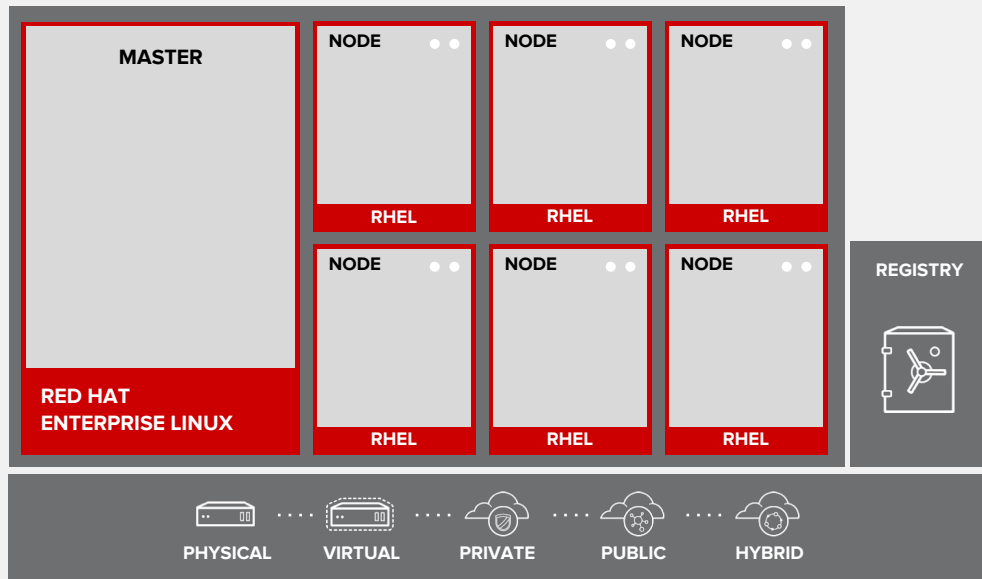 MASTER
RED HAT
ENTERPRISE LINUX
NODE
NODE
NODE
RHEL
RHEL
RHEL
NODE
NODE
NODE
RHEL
RHEL
RHEL
REGISTRY
PHYSICAL
VIRTUAL
PRIVATE
PUBLIC
HYBRID